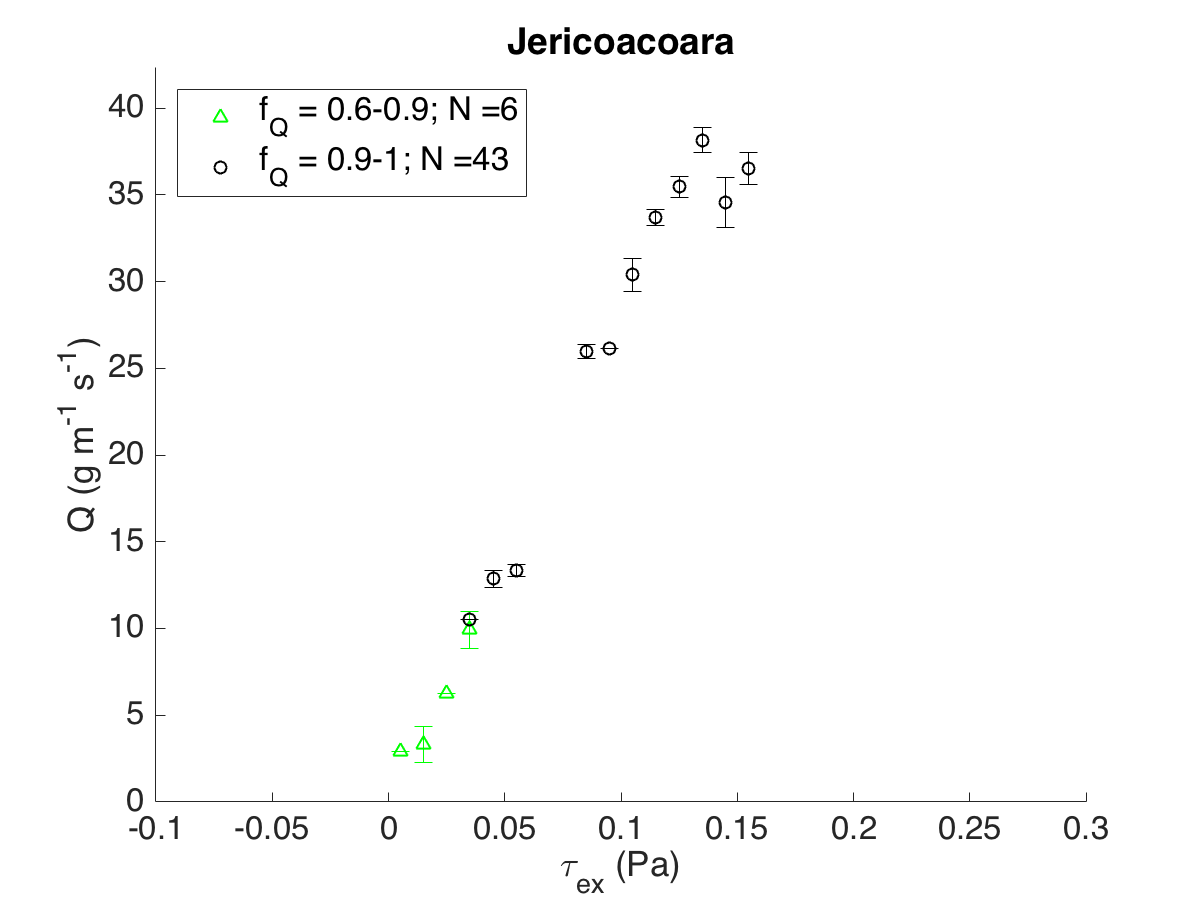 Jericoacoara
f_Q = 0.6-0.9; N =6
f_Q = 0.9-1; N =43
Q (g m^-1 s^-1)
40
35
30
25
20
15
10
5
0
-0.1 -0.05 0 0.05 0.1 0.15 0.2 0.25 0.3
τ_ex (Pa)